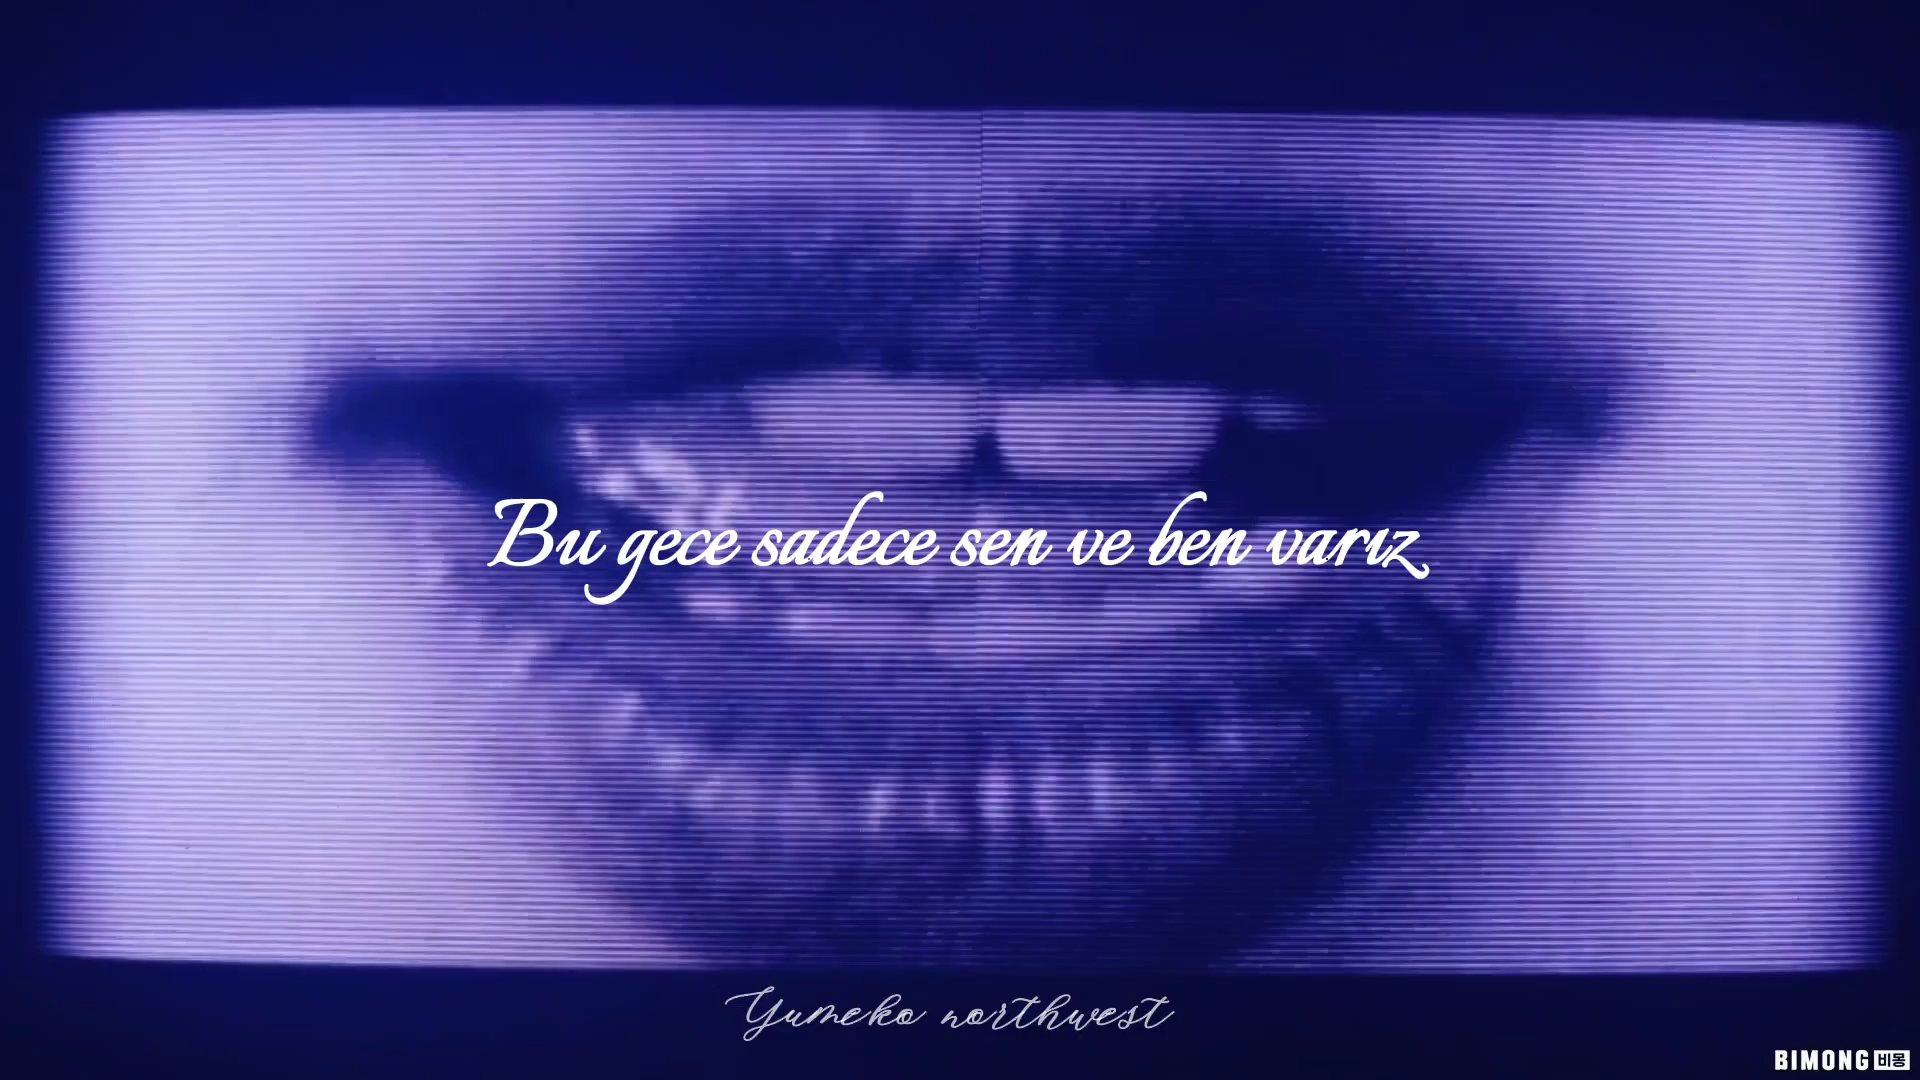 Bu gece sadece sen ve ben varız
Yumeko northwest
BIMONG 비몽